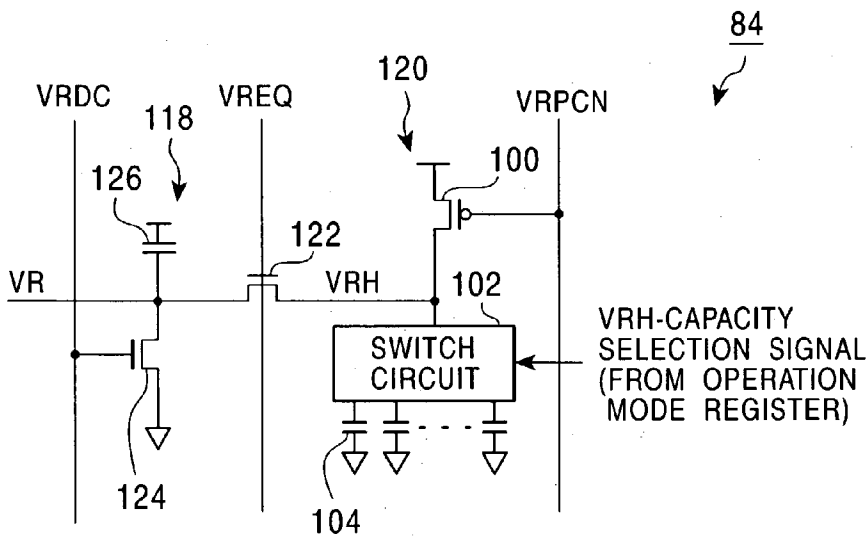 84
120
VRDC
VREQ
VRPCN
118
100
126
122
VR
VRH
102
SWITCH
CIRCUIT
VRH-CAPACITY
SELECTION SIGNAL
(FROM OPERATION
MODE REGISTER)
124
104